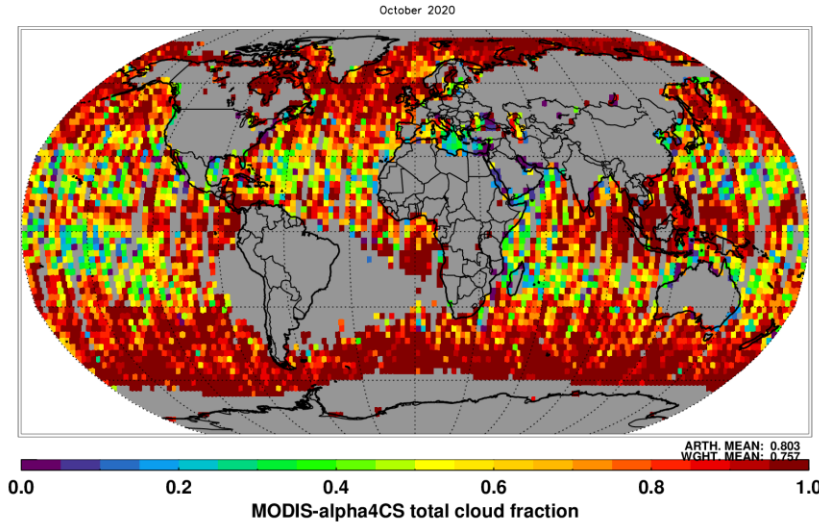 October 2020
ARTH. MEAN: 0.803
WGHT. MEAN: 0.757
0.0 0.2 0.4 0.6 0.8 1.0
MODIS-alpha4CS total cloud fraction